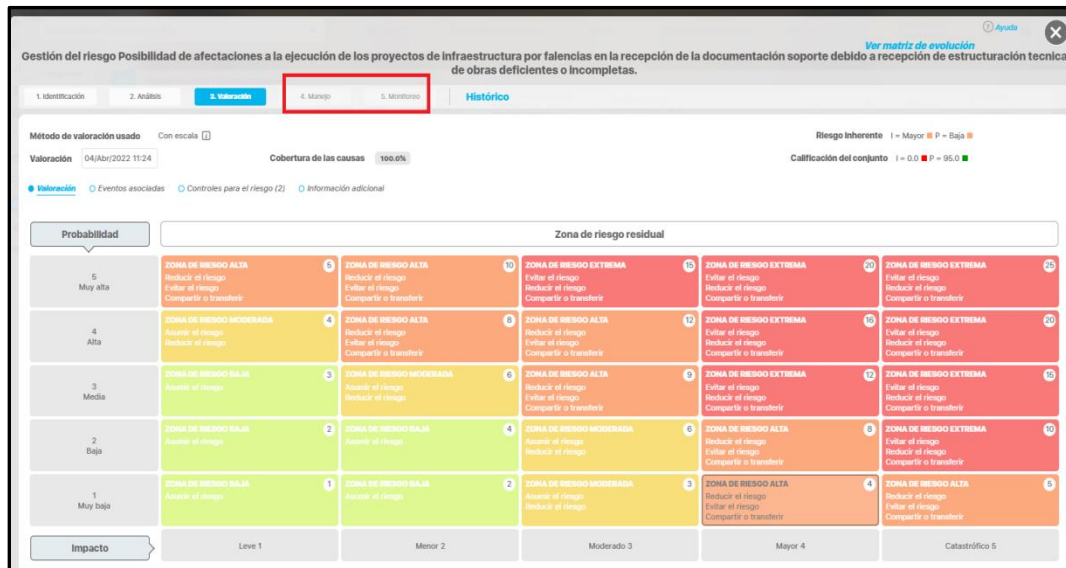 Ayuda
Ver matriz de evolución
Gestión del riesgo Posibilidad de afectaciones a la ejecución de los proyectos de infraestructura por falencias en la recepción de la documentación soporte debido a recepción de estructuración tecnica
de obras deficientes o incompletas.
1. Identificación 2. Análisis 3. Valoración 4. Manejo 5. Monitoreo Histórico
Método de valoración usado Con escala Riesgo Inherente I = Mayor P = Baja
Valoración 04/Abr/2022 11:24 Cobertura de las causas 100.0% Calificación del conjunto I = 0.0 P = 95.0
Valoración Eventos asociadas Controles para el riesgo (2) Información adicional
Probabilidad Zona de riesgo residual
5 ZONA DE RIESGO ALTA 5 ZONA DE RIESGO ALTA 10 ZONA DE RIESGO EXTREMA 15 ZONA DE RIESGO EXTREMA 20 ZONA DE RIESGO EXTREMA 25
Muy alta Reducir el riesgo Reducir el riesgo Evitar el riesgo Evitar el riesgo Evitar el riesgo
Evitar el riesgo Evitar el riesgo Reducir el riesgo Reducir el riesgo Reducir el riesgo
Compartir o transferir Compartir o transferir Compartir o transferir Compartir o transferir Compartir o transferir
4 ZONA DE RIESGO MODERADA 4 ZONA DE RIESGO ALTA 8 ZONA DE RIESGO ALTA 12 ZONA DE RIESGO EXTREMA 16 ZONA DE RIESGO EXTREMA 20
Alta Asumir el riesgo Reducir el riesgo Reducir el riesgo Evitar el riesgo Evitar el riesgo
Reducir el riesgo Evitar el riesgo Evitar el riesgo Reducir el riesgo Reducir el riesgo
Compartir o transferir Compartir o transferir Compartir o transferir Compartir o transferir
3 ZONA DE RIESGO BAJA 3 ZONA DE RIESGO MODERADA 6 ZONA DE RIESGO ALTA 9 ZONA DE RIESGO EXTREMA 12 ZONA DE RIESGO EXTREMA 15
Media Asumir el riesgo Asumir el riesgo Reducir el riesgo Evitar el riesgo Evitar el riesgo
Reducir el riesgo Evitar el riesgo Reducir el riesgo Reducir el riesgo
Compartir o transferir Compartir o transferir Compartir o transferir
2 ZONA DE RIESGO BAJA 2 ZONA DE RIESGO BAJA 4 ZONA DE RIESGO MODERADA 6 ZONA DE RIESGO ALTA 8 ZONA DE RIESGO EXTREMA 10
Baja Asumir el riesgo Asumir el riesgo Asumir el riesgo Reducir el riesgo Evitar el riesgo
Reducir el riesgo Evitar el riesgo Reducir el riesgo
Compartir o transferir Compartir o transferir
1 ZONA DE RIESGO BAJA 1 ZONA DE RIESGO BAJA 2 ZONA DE RIESGO MODERADA 3 ZONA DE RIESGO ALTA 4 ZONA DE RIESGO ALTA 5
Muy baja Asumir el riesgo Asumir el riesgo Asumir el riesgo Reducir el riesgo Reducir el riesgo
Reducir el riesgo Evitar el riesgo Evitar el riesgo
Compartir o transferir Compartir o transferir
Impacto Leve 1 Menor 2 Moderado 3 Mayor 4 Catastrófico 5